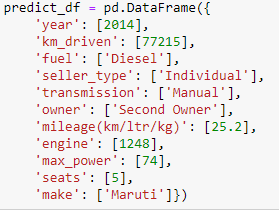 predict_df = pd.DataFrame({
    'year': [2014],
    'km_driven': [77215],
    'fuel': ['Diesel'],
    'seller_type': ['Individual'],
    'transmission': ['Manual'],
    'owner': ['Second Owner'],
    'mileage(km/ltr/kg)': [25.2],
    'engine': [1248],
    'max_power': [74],
    'seats': [5],
    'make': ['Maruti']})